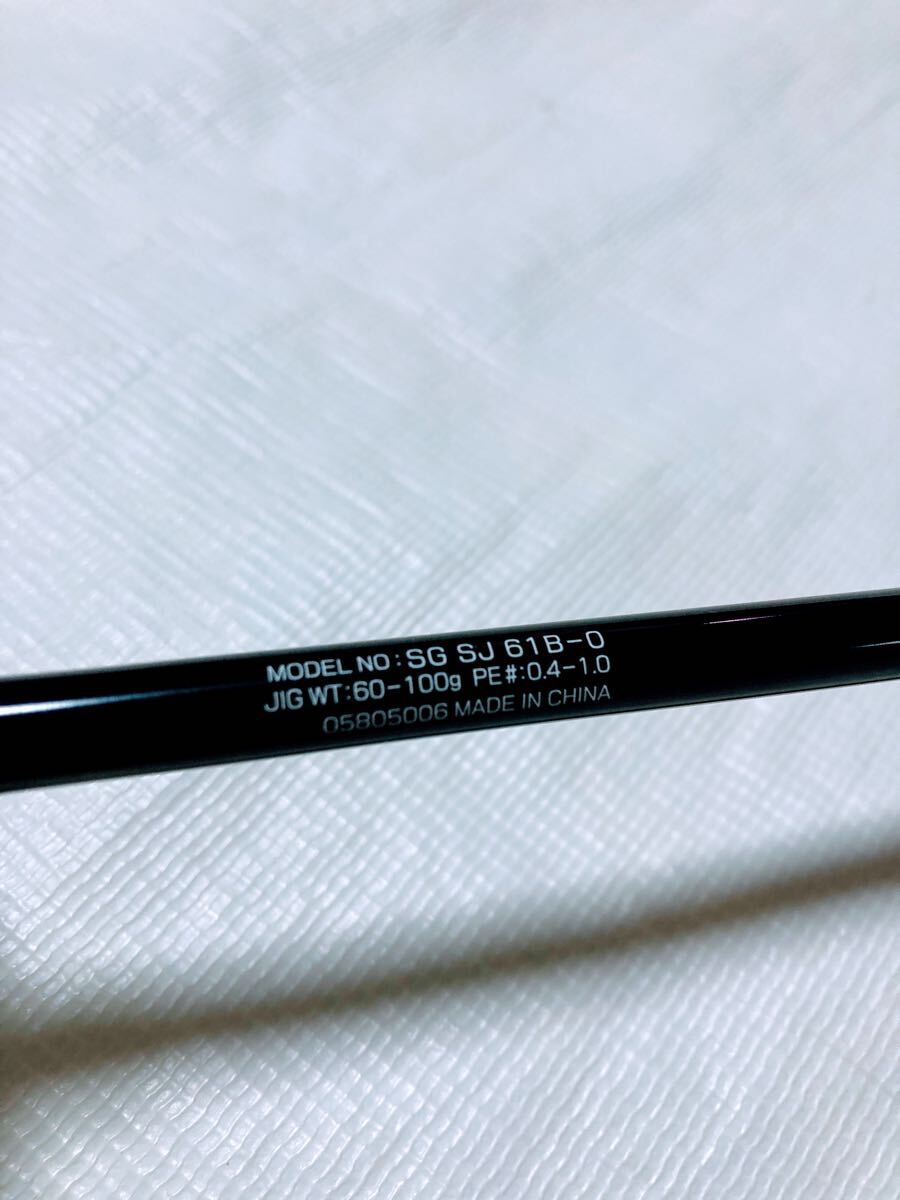 MODEL NO:SG SJ 61B-0
JIG WT:60-100g PE#:0.4-1.0
05805006 MADE IN CHINA